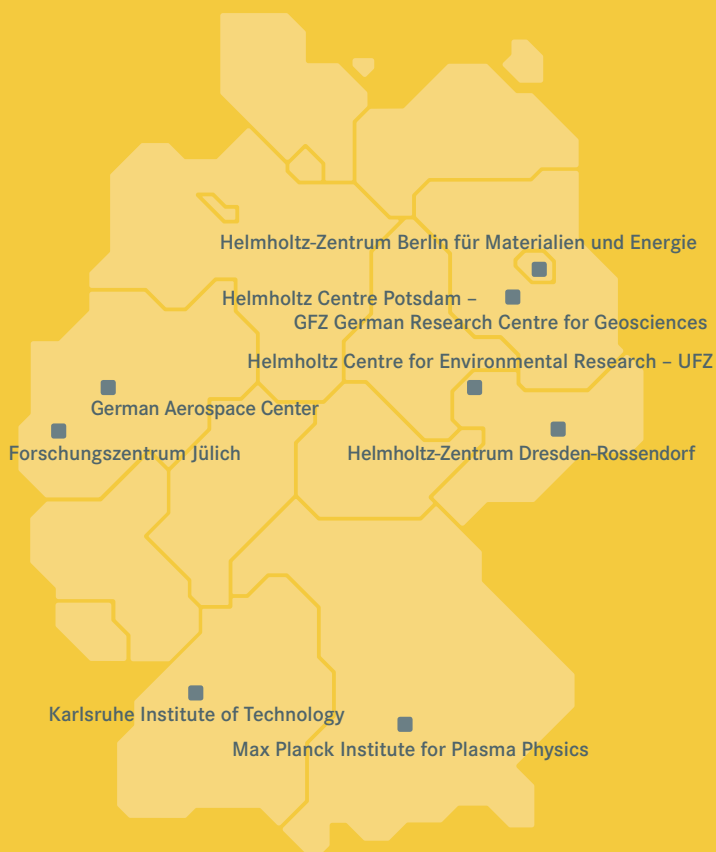 Helmholtz-Zentrum Berlin für Materialien und Energie
Helmholtz Centre Potsdam –
GFZ German Research Centre for Geosciences
Helmholtz Centre for Environmental Research – UFZ
German Aerospace Center
Forschungszentrum Jülich
Helmholtz-Zentrum Dresden-Rossendorf
Karlsruhe Institute of Technology
Max Planck Institute for Plasma Physics